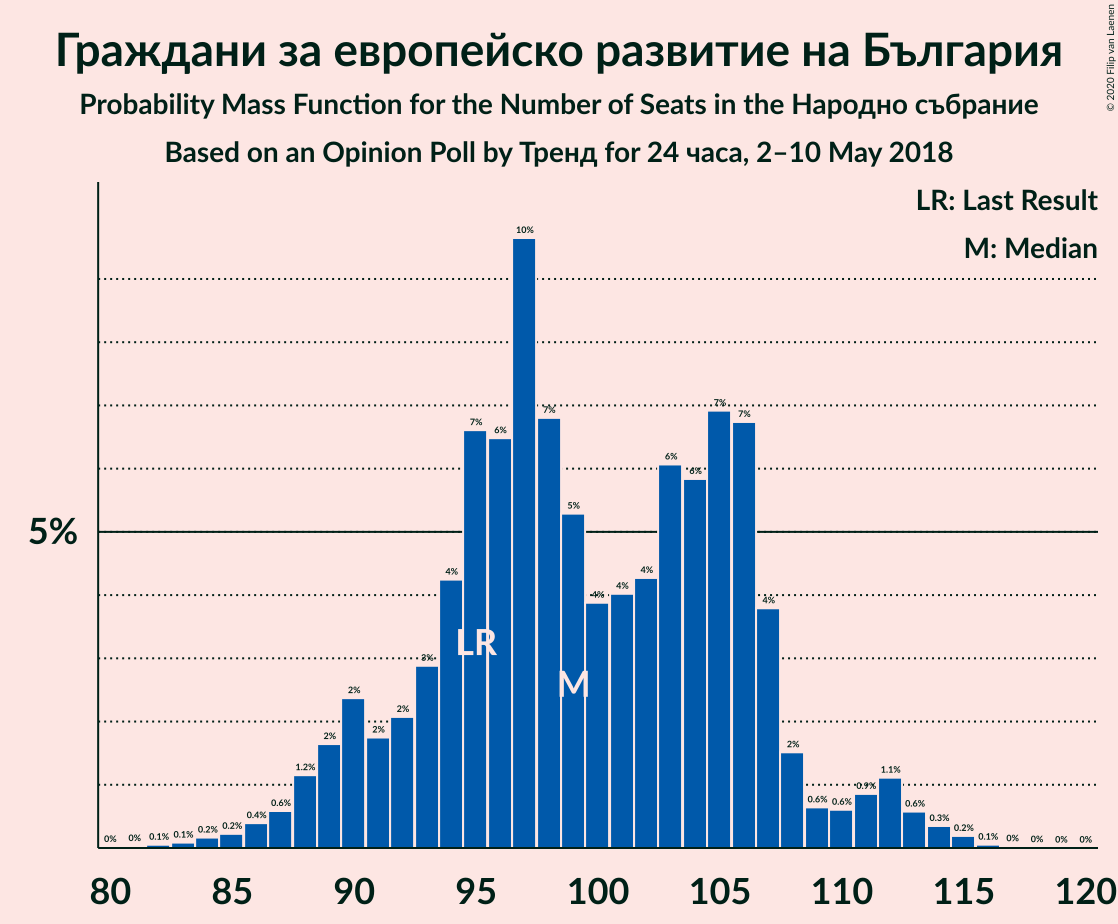 Граждани за европейско развитие на България
Probability Mass Function for the Number of Seats in the Народно събрание
Based on an Opinion Poll by Тренд for 24 часа, 2–10 May 2018
© 2020 Filip van Laenen
LR: Last Result
M: Median
5%
0% 0% 0.1% 0.1% 0.2% 0.2% 0.4% 0.6% 1.2% 2% 2% 2% 2% 3% 4% 7% 6% 10% 7% 5% 4% 4% 4% 6% 6% 7% 7% 4% 2% 0.6% 0.6% 0.9% 1.1% 0.6% 0.3% 0.2% 0.1% 0% 0% 0% 0%
LR
M
80 85 90 95 100 105 110 115 120